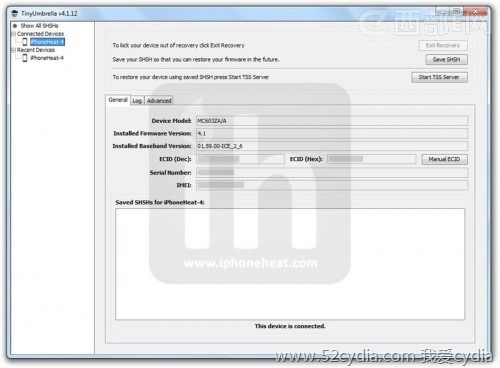 TinyUmbrella v4.1.12
西部e网
Show All SHSHs
Connected Devices
iPhoneHeat-4
Recent Devices
iPhoneHeat-4
To kick your device out of recovery click Exit Recovery
Exit Recovery
Save your SHSH so that you can restore your firmware in the future.
Save SHSH
To restore your device using saved SHSH press Start TSS Server
Start TSS Server
General Log Advanced
Device Model: MC603ZA/A
Installed Firmware Version: 4.1
Installed Baseband Version: 01.59.00-ICE_2_6
ECID (Dec): ECID (Hex): Manual ECID
Serial Number:
IMEI:
Saved SHSHs for iPhoneHeat-4:
ih
www.iphoneheat.com
This device is connected.
www.52cydia.com 我爱cydia